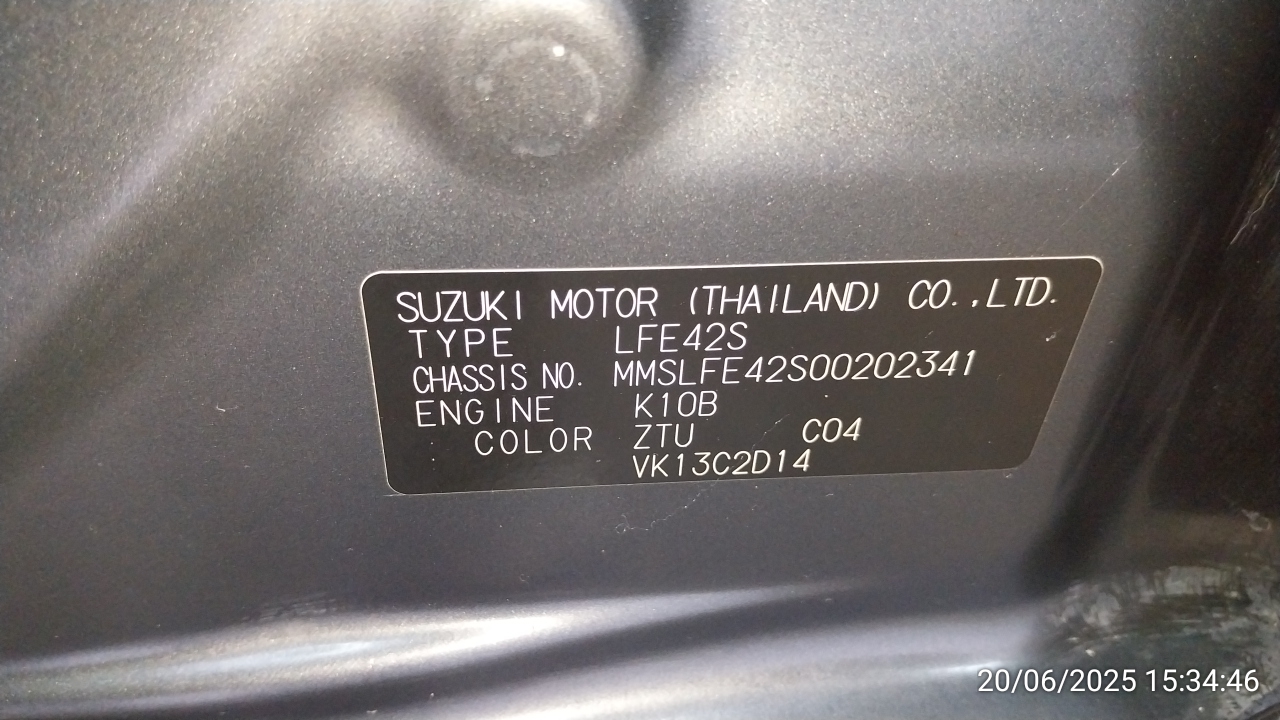 SUZUKI MOTOR (THAILAND) CO.,LTD.
TYPE LFE42S
CHASSIS NO. MMSLFE42S00202341
ENGINE K10B
COLOR ZTU C04
VK13C2D14
20/06/2025 15:34:46